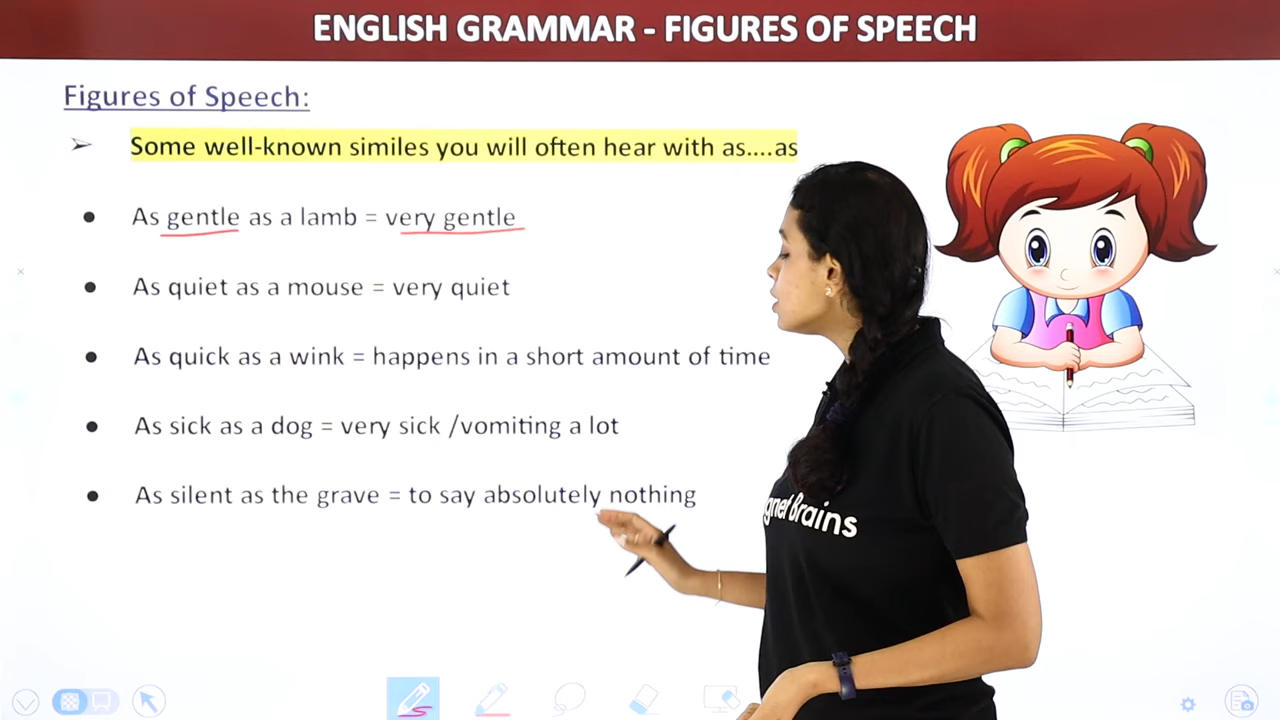 ENGLISH GRAMMAR - FIGURES OF SPEECH
Figures of Speech:
➢ Some well-known similes you will often hear with as....as
● As gentle as a lamb = very gentle
● As quiet as a mouse = very quiet
● As quick as a wink = happens in a short amount of time
● As sick as a dog = very sick /vomiting a lot
● As silent as the grave = to say absolutely nothing
Brains